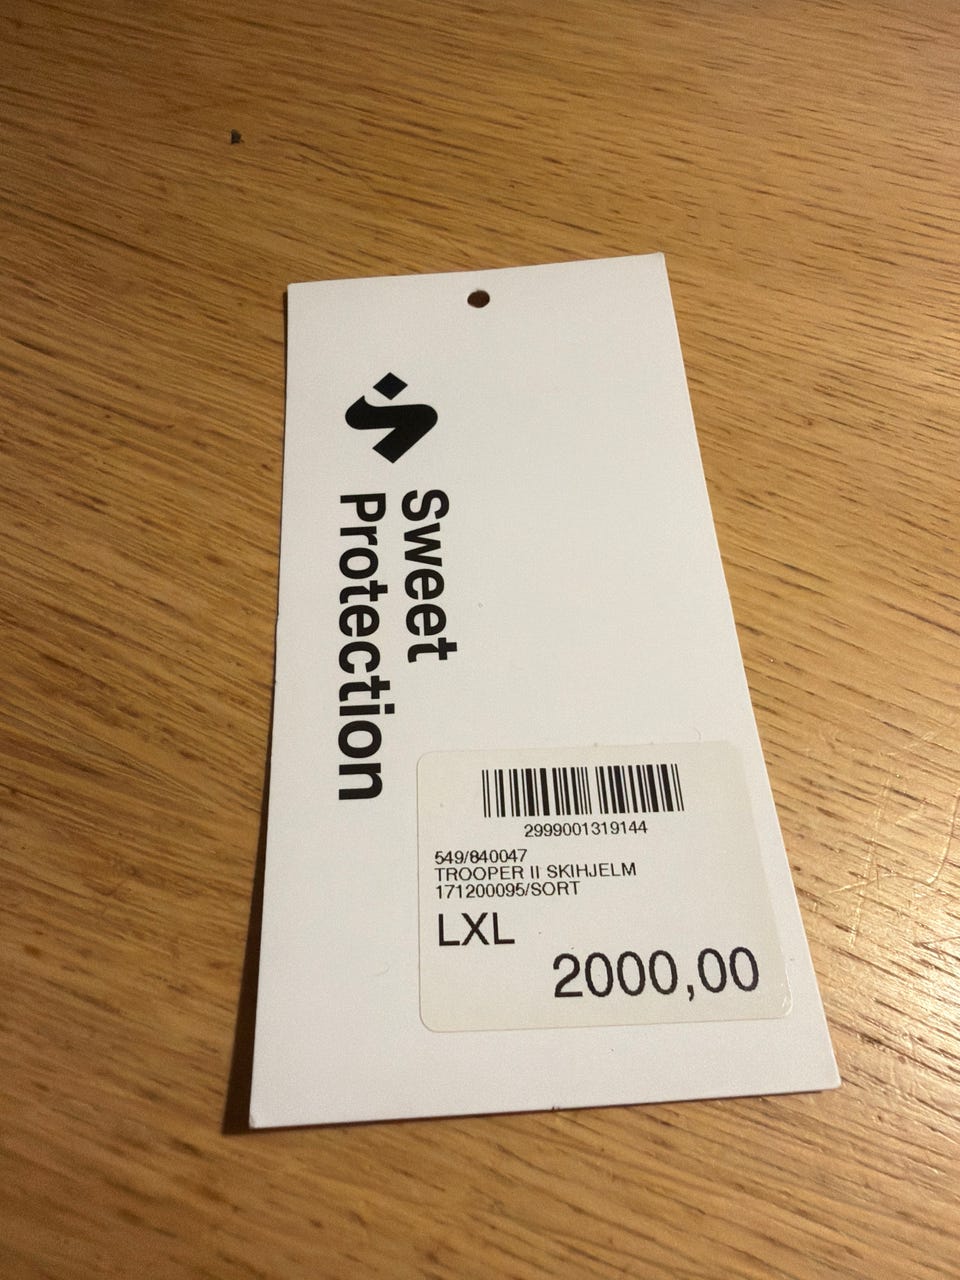 Sweet
Protection
2999001319144
549/840047
TROOPER II SKIHJELM
171200095/SORT
LXL
2000,00